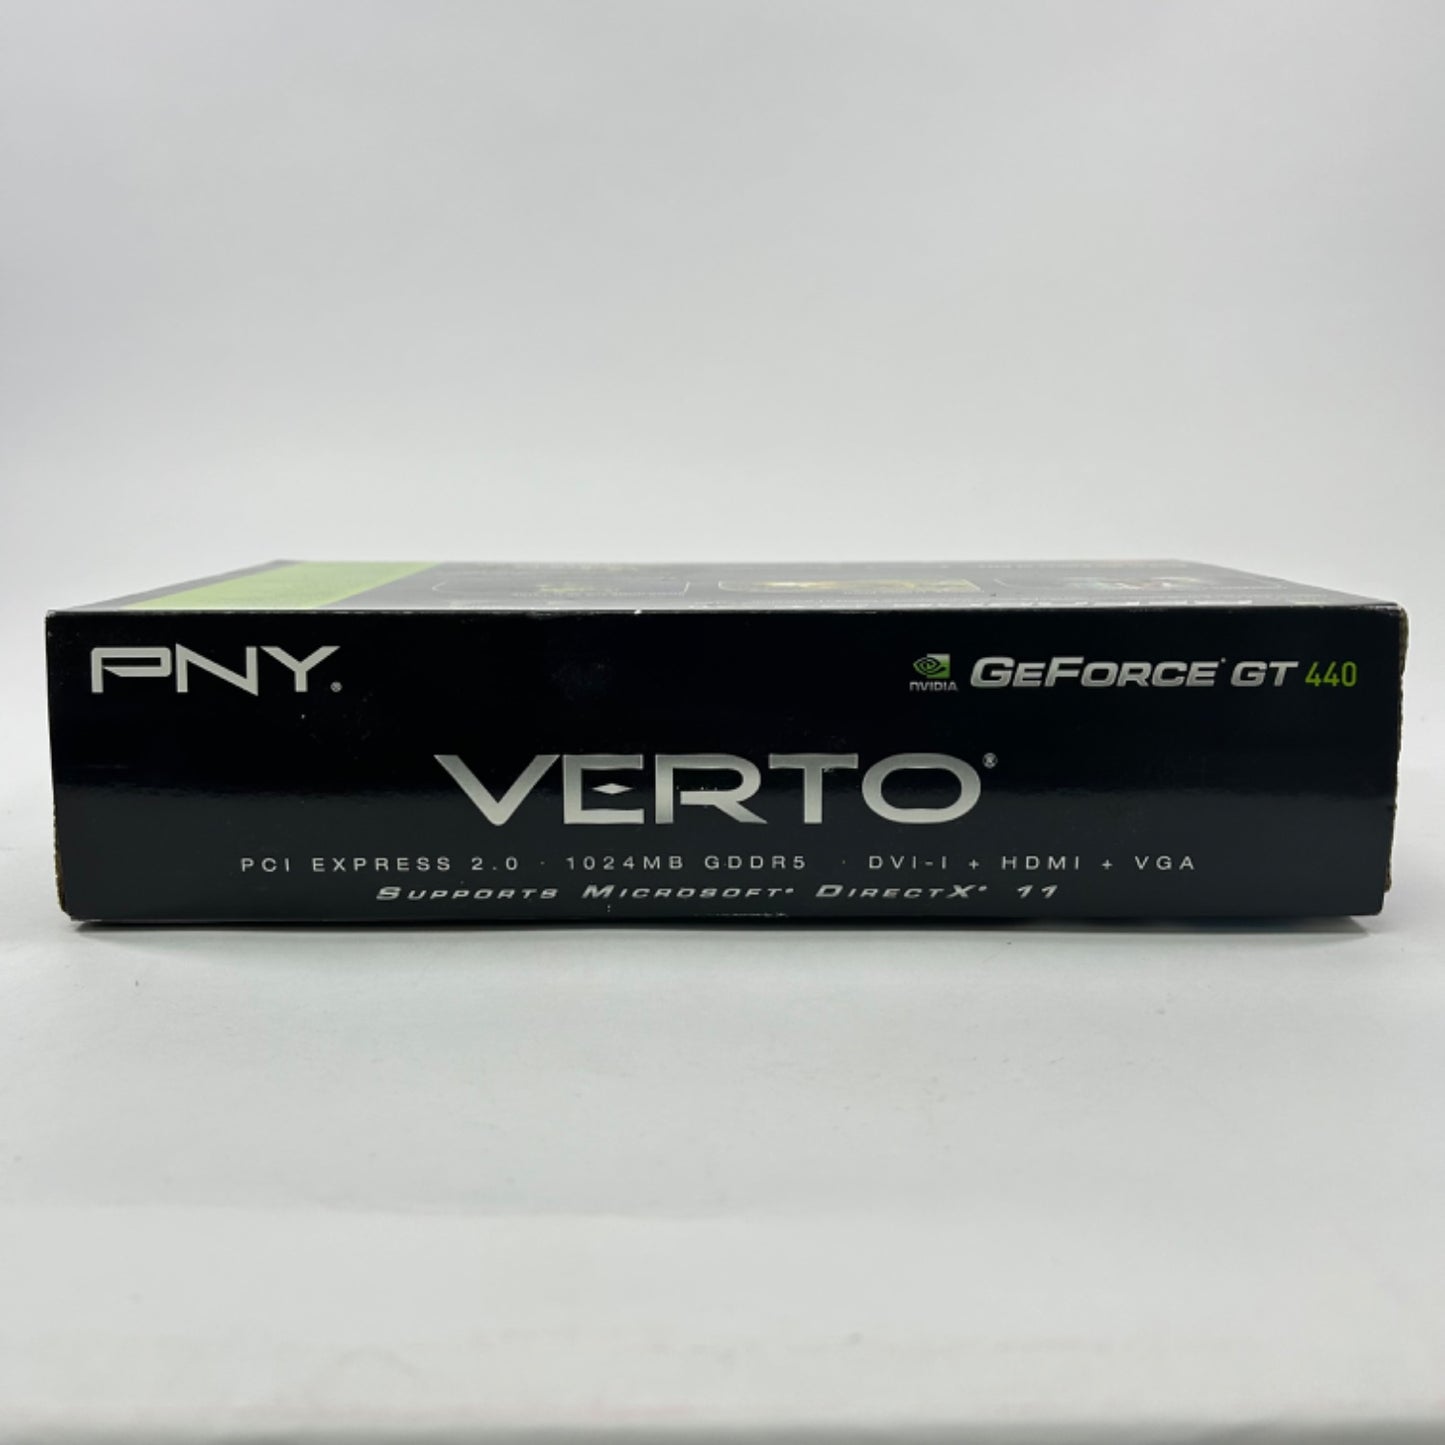 PNY®
NVIDIA GEFORCE® GT 440
VERTO®
PCI EXPRESS 2.0 · 1024MB GDDR5 · DVI-I + HDMI + VGA
SUPPORTS MICROSOFT® DIRECTX® 11